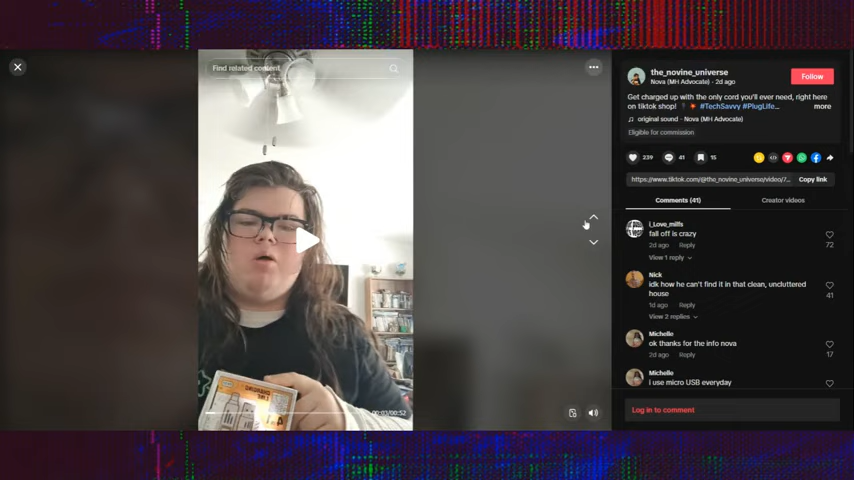 Find related content
00:03/00:52
the_novine_universe
Nova (MH Advocate) · 2d ago
Follow
Get charged up with the only cord you'll ever need, right here
on tiktok shop! #TechSavvy #PlugLife... more
original sound - Nova (MH Advocate)
Eligible for commission
239
41
15
https://www.tiktok.com/@the_novine_universe/video/7...
Copy link
Comments (41)
Creator videos
i_Love_milfs
fall off is crazy
2d ago Reply
72
View 1 reply
Nick
idk how he can't find it in that clean, uncluttered
house
1d ago Reply
41
View 2 replies
Michelle
ok thanks for the info nova
2d ago Reply
17
Michelle
I use micro USB everyday
Log in to comment